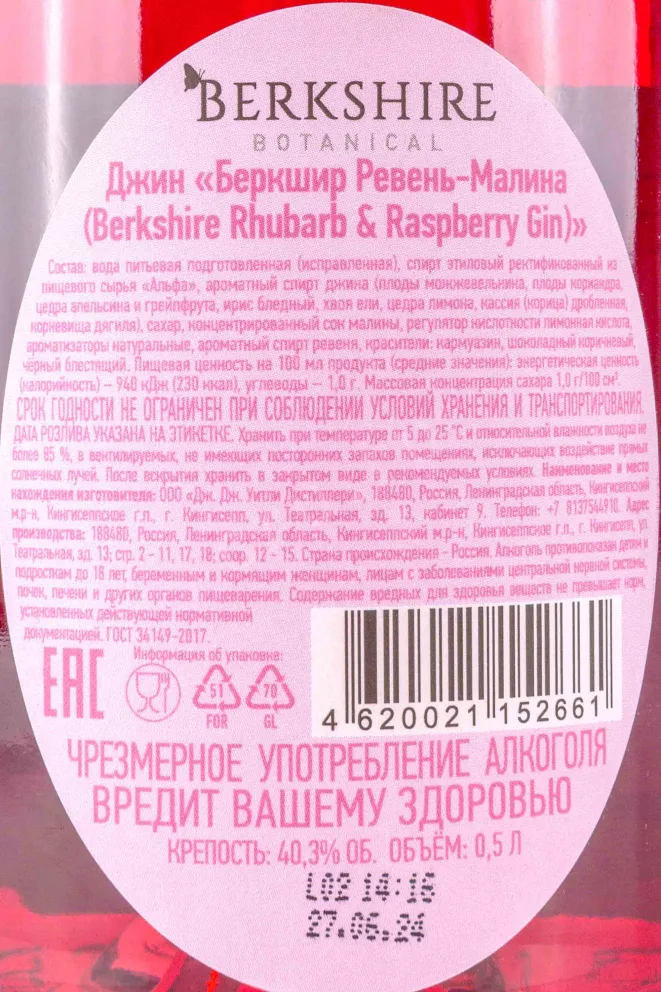 BERKSHIRE
BOTANICAL
Джин «Беркшир Ревень-Малина
(Berkshire Rhubarb & Raspberry Gin)»
Состав: вода питьевая подготовленная (исправленная), спирт этиловый ректификованный из
пищевого сырья «Альфа», ароматный спирт джина (плоды можжевельника, плоды кориандра,
цедра апельсина и грейпфрута, ирис бледный, хвоя ели, цедра лимона, кассия (корица) дробленная,
корневища дягиля), сахар, концентрированный сок малины, регулятор кислотности лимонная кислота,
ароматизаторы натуральные, ароматный спирт ревеня, красители: кармуазин, шоколадный коричневый,
чёрный блестящий. Пищевая ценность на 100 мл продукта (средние значения): энергетическая ценность
(калорийность) – 940 кДж (230 ккал), углеводы – 1,0 г. Массовая концентрация сахара 1,0 г/100 см³.
СРОК ГОДНОСТИ НЕ ОГРАНИЧЕН ПРИ СОБЛЮДЕНИИ УСЛОВИЙ ХРАНЕНИЯ И ТРАНСПОРТИРОВАНИЯ.
ДАТА РОЗЛИВА УКАЗАНА НА ЭТИКЕТКЕ. Хранить при температуре от 5 до 25 °С и относительной влажности воздуха не
более 85 %, в вентилируемых, не имеющих посторонних запахов помещениях, исключающих воздействие прямых
солнечных лучей. После вскрытия хранить в закрытом виде в рекомендуемых условиях. Наименование и место
нахождения изготовителя: ООО «Дж. Дж. Уитли Дистиллери», 188480, Россия, Ленинградская область, Кингисеппский
м.р-н, Кингисеппское г.п., г. Кингисепп, ул. Театральная, зд. 13, кабинет 9. Телефон: +7 8137544910. Адрес
производства: 188480, Россия, Ленинградская область, Кингисеппский м.р-н, Кингисеппское г.п., г. Кингисепп, ул.
Театральная, зд. 13; стр. 2 - 11, 17, 18; соор. 12 - 15. Страна происхождения - Россия. Алкоголь противопоказан детям и
подросткам до 18 лет, беременным и кормящим женщинам, лицам с заболеваниями центральной нервной системы,
почек, печени и других органов пищеварения. Содержание вредных для здоровья веществ не превышает норм,
установленных действующей нормативной
документацией. ГОСТ 34149-2017.
Информация об упаковке:
EAC
51
FOR
70
GL
4 620021 152661
ЧРЕЗМЕРНОЕ УПОТРЕБЛЕНИЕ АЛКОГОЛЯ
ВРЕДИТ ВАШЕМУ ЗДОРОВЬЮ
КРЕПОСТЬ: 40,3% ОБ. ОБЪЁМ: 0,5 Л
L02 14:16
27.06.24